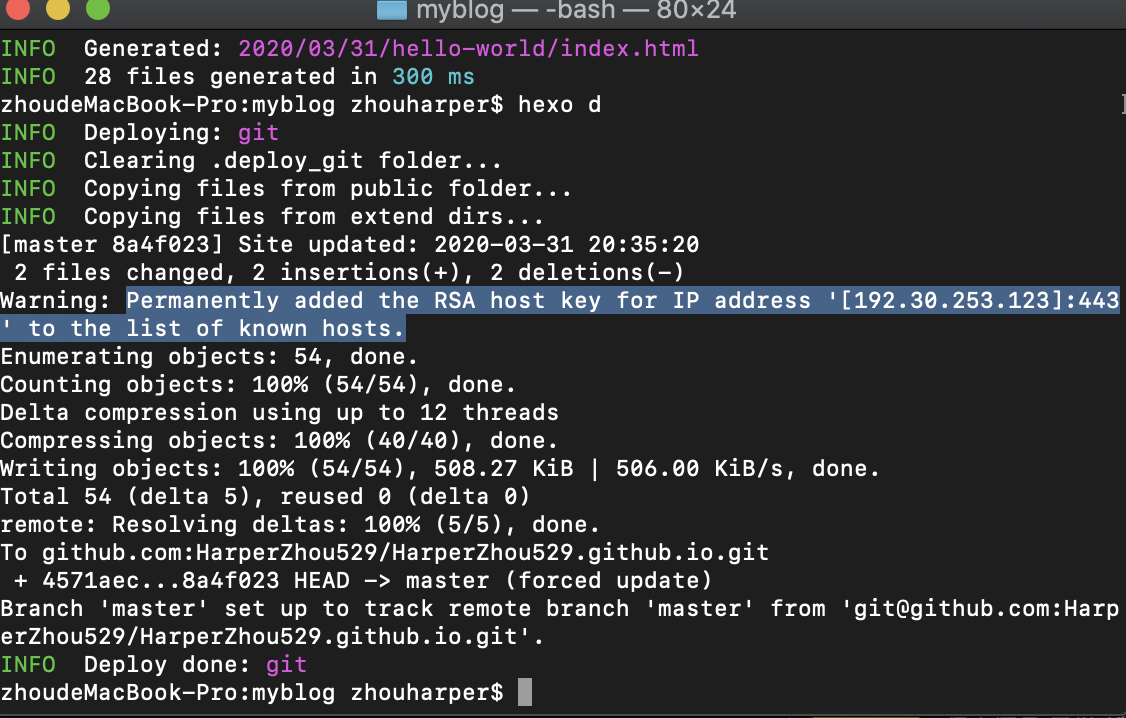 myblog — -bash — 80×24
INFO  Generated: 2020/03/31/hello-world/index.html
INFO  28 files generated in 300 ms
zhoudeMacBook-Pro:myblog zhouharper$ hexo d
INFO  Deploying: git
INFO  Clearing .deploy_git folder...
INFO  Copying files from public folder...
INFO  Copying files from extend dirs...
[master 8a4f023] Site updated: 2020-03-31 20:35:20
 2 files changed, 2 insertions(+), 2 deletions(-)
Warning: Permanently added the RSA host key for IP address '[192.30.253.123]:443
' to the list of known hosts.
Enumerating objects: 54, done.
Counting objects: 100% (54/54), done.
Delta compression using up to 12 threads
Compressing objects: 100% (40/40), done.
Writing objects: 100% (54/54), 508.27 KiB | 506.00 KiB/s, done.
Total 54 (delta 5), reused 0 (delta 0)
remote: Resolving deltas: 100% (5/5), done.
To github.com:HarperZhou529/HarperZhou529.github.io.git
 + 4571aec...8a4f023 HEAD -> master (forced update)
Branch 'master' set up to track remote branch 'master' from 'git@github.com:Harp
erZhou529/HarperZhou529.github.io.git'.
INFO  Deploy done: git
zhoudeMacBook-Pro:myblog zhouharper$